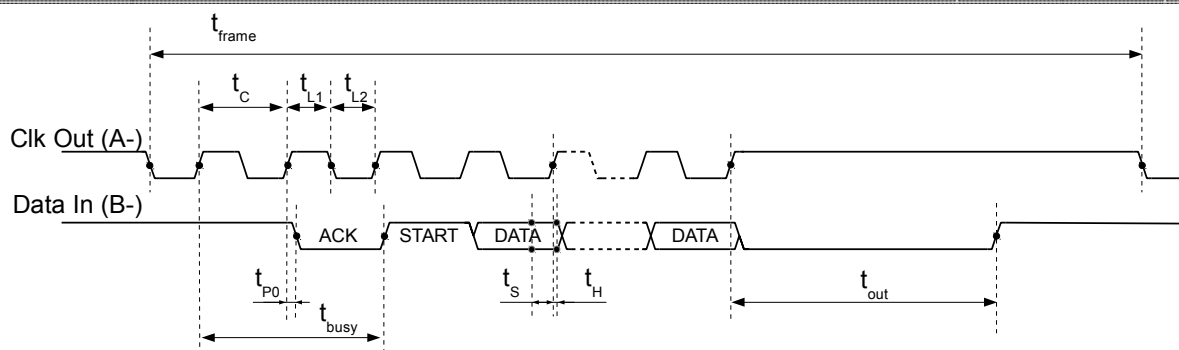 t_frame
t_C t_L1 t_L2
Clk Out (A-)
Data In (B-)
ACK START DATA DATA
t_P0 t_S t_H t_out
t_busy